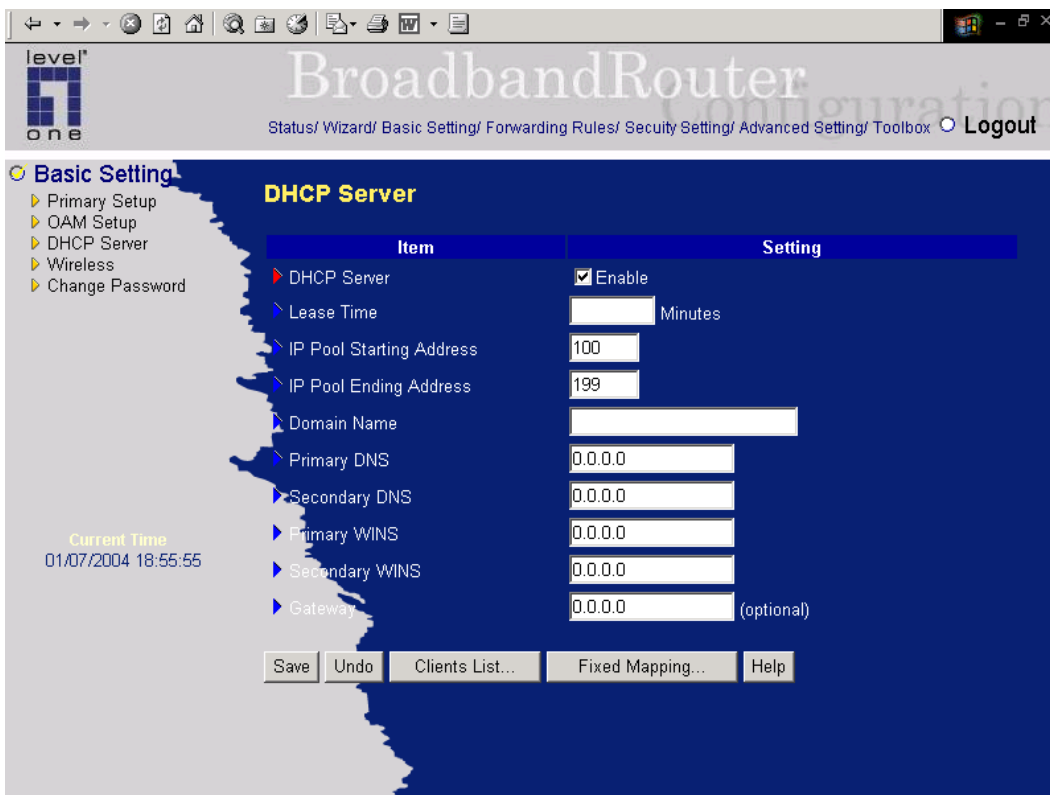 level
one
BroadbandRouter
Configuration
Status/ Wizard/ Basic Setting/ Forwarding Rules/ Secuity Setting/ Advanced Setting/ Toolbox Logout
Basic Setting
Primary Setup
OAM Setup
DHCP Server
Wireless
Change Password
Current Time
01/07/2004 18:55:55
DHCP Server
Item Setting
DHCP Server Enable
Lease Time Minutes
IP Pool Starting Address 100
IP Pool Ending Address 199
Domain Name
Primary DNS 0.0.0.0
Secondary DNS 0.0.0.0
Primary WINS 0.0.0.0
Secondary WINS 0.0.0.0
Gateway 0.0.0.0 (optional)
Save Undo Clients List... Fixed Mapping... Help